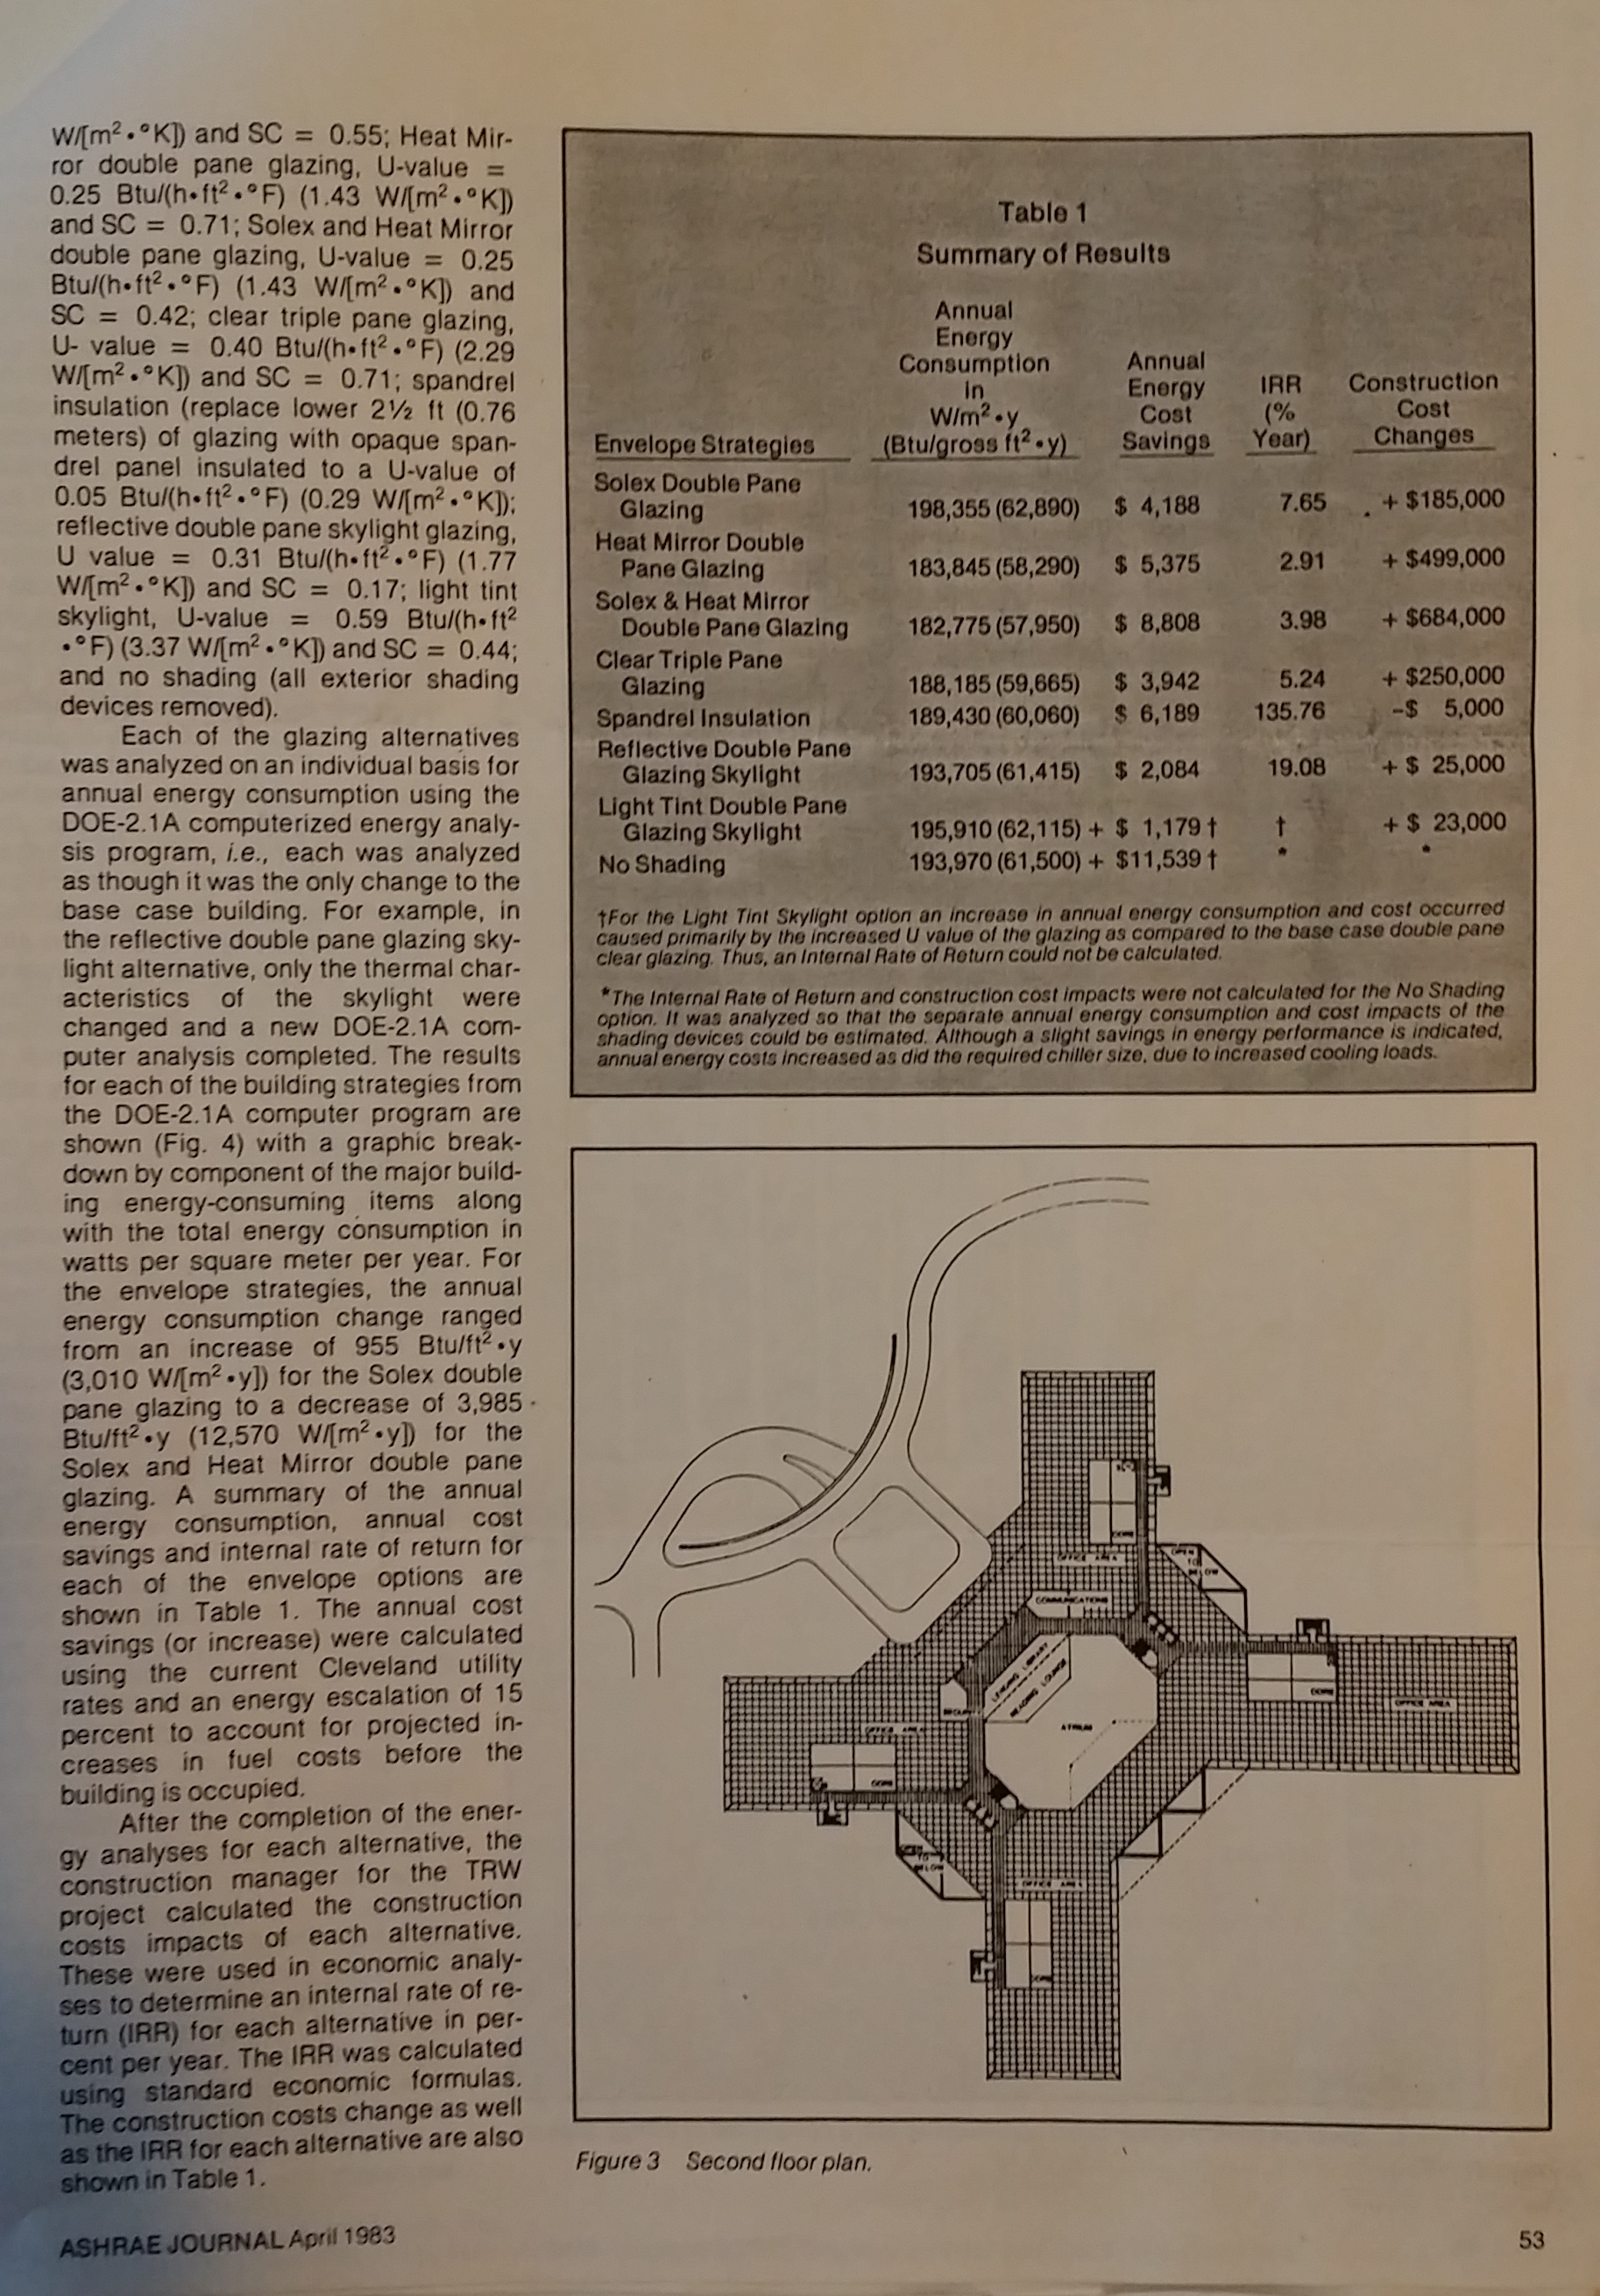 W/[m²•°K]) and SC = 0.55; Heat Mir-
ror double pane glazing, U-value =
0.25 Btu/(h•ft²•°F) (1.43 W/[m²•°K])
and SC = 0.71; Solex and Heat Mirror
double pane glazing, U-value = 0.25
Btu/(h•ft²•°F) (1.43 W/[m²•°K]) and
SC = 0.42; clear triple pane glazing,
U- value = 0.40 Btu/(h•ft²•°F) (2.29
W/[m²•°K]) and SC = 0.71; spandrel
insulation (replace lower 2½ ft (0.76
meters) of glazing with opaque span-
drel panel insulated to a U-value of
0.05 Btu/(h•ft²•°F) (0.29 W/[m²•°K]);
reflective double pane skylight glazing,
U value = 0.31 Btu/(h•ft²•°F) (1.77
W/[m²•°K]) and SC = 0.17; light tint
skylight, U-value = 0.59 Btu/(h•ft²
•°F) (3.37 W/[m²•°K]) and SC = 0.44;
and no shading (all exterior shading
devices removed).
Each of the glazing alternatives
was analyzed on an individual basis for
annual energy consumption using the
DOE-2.1A computerized energy analy-
sis program, i.e., each was analyzed
as though it was the only change to the
base case building. For example, in
the reflective double pane glazing sky-
light alternative, only the thermal char-
acteristics of the skylight were
changed and a new DOE-2.1A com-
puter analysis completed. The results
for each of the building strategies from
the DOE-2.1A computer program are
shown (Fig. 4) with a graphic break-
down by component of the major build-
ing energy-consuming items along
with the total energy consumption in
watts per square meter per year. For
the envelope strategies, the annual
energy consumption change ranged
from an increase of 955 Btu/ft²•y
(3,010 W/[m²•y]) for the Solex double
pane glazing to a decrease of 3,985
Btu/ft²•y (12,570 W/[m²•y]) for the
Solex and Heat Mirror double pane
glazing. A summary of the annual
energy consumption, annual cost
savings and internal rate of return for
each of the envelope options are
shown in Table 1. The annual cost
savings (or increase) were calculated
using the current Cleveland utility
rates and an energy escalation of 15
percent to account for projected in-
creases in fuel costs before the
building is occupied.
After the completion of the ener-
gy analyses for each alternative, the
construction manager for the TRW
project calculated the construction
costs impacts of each alternative.
These were used in economic analy-
ses to determine an internal rate of re-
turn (IRR) for each alternative in per-
cent per year. The IRR was calculated
using standard economic formulas.
The construction costs change as well
as the IRR for each alternative are also
shown in Table 1.
Table 1
Summary of Results
Annual
Energy
Consumption Annual
in Energy IRR Construction
W/m²•y Cost (% Cost
Envelope Strategies (Btu/gross ft²•y) Savings Year) Changes
Solex Double Pane
Glazing 198,355 (62,890) $ 4,188 7.65 + $185,000
Heat Mirror Double
Pane Glazing 183,845 (58,290) $ 5,375 2.91 + $499,000
Solex & Heat Mirror
Double Pane Glazing 182,775 (57,950) $ 8,808 3.98 + $684,000
Clear Triple Pane
Glazing 188,185 (59,665) $ 3,942 5.24 + $250,000
Spandrel Insulation 189,430 (60,060) $ 6,189 135.76 -$ 5,000
Reflective Double Pane
Glazing Skylight 193,705 (61,415) $ 2,084 19.08 + $ 25,000
Light Tint Double Pane
Glazing Skylight 195,910 (62,115) + $ 1,179 † † + $ 23,000
No Shading 193,970 (61,500) + $11,539 † * *
†For the Light Tint Skylight option an increase in annual energy consumption and cost occurred
caused primarily by the increased U value of the glazing as compared to the base case double pane
clear glazing. Thus, an Internal Rate of Return could not be calculated.
*The Internal Rate of Return and construction cost impacts were not calculated for the No Shading
option. It was analyzed so that the separate annual energy consumption and cost impacts of the
shading devices could be estimated. Although a slight savings in energy performance is indicated,
annual energy costs increased as did the required chiller size, due to increased cooling loads.
CORE
OFFICE AREA
OPEN
TO
BELOW
COMMUNICATIONS
LENDING LIBRARY
READING LOUNGE
CORE
OFFICE AREA
ATRIUM
OFFICE AREA
CORE
TO
BELOW
OFFICE AREA
CORE
Figure 3 Second floor plan.
ASHRAE JOURNAL April 1983
53